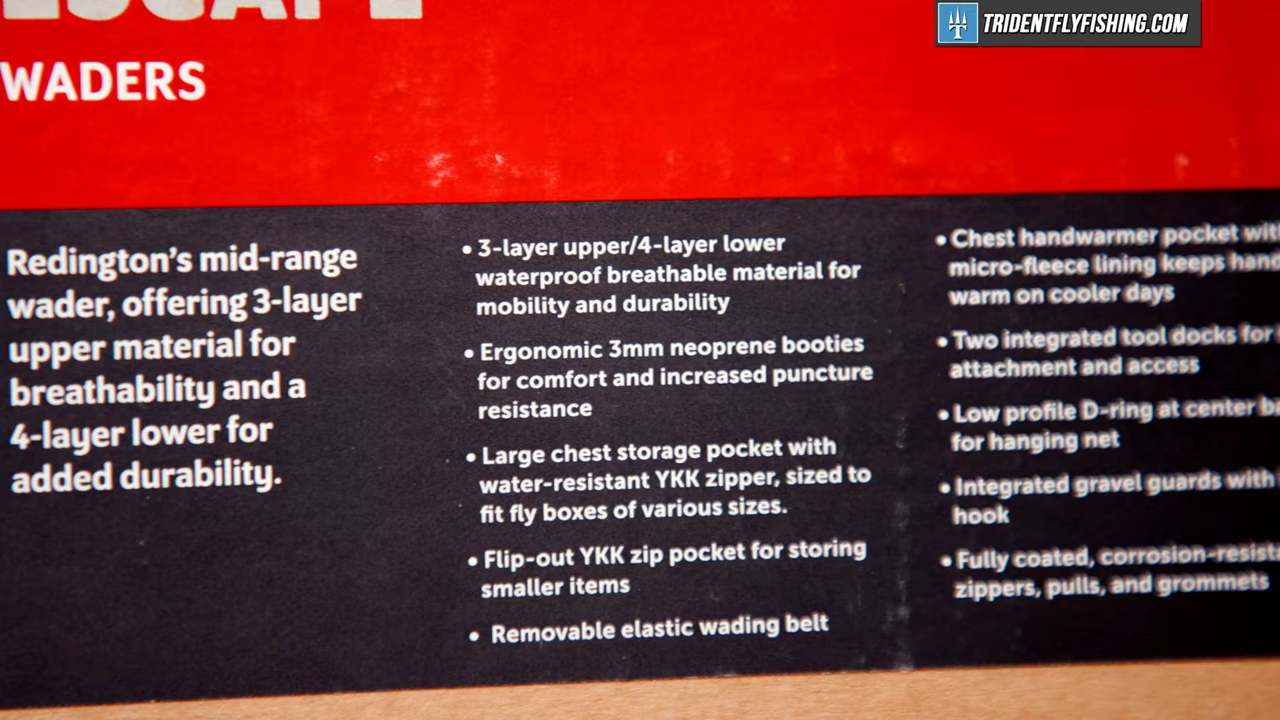 WADERS
TRIDENTFLYFISHING.COM
Redington's mid-range
wader, offering 3-layer
upper material for
breathability and a
4-layer lower for
added durability.
• 3-layer upper/4-layer lower
waterproof breathable material for
mobility and durability
• Ergonomic 3mm neoprene booties
for comfort and increased puncture
resistance
• Large chest storage pocket with
water-resistant YKK zipper, sized to
fit fly boxes of various sizes.
• Flip-out YKK zip pocket for storing
smaller items
• Removable elastic wading belt
• Chest handwarmer pocket
micro-fleece lining keeps
warm on cooler days
• Two integrated tool docks for
attachment and access
• Low profile D-ring at center
for hanging net
• Integrated gravel guards with
hook
• Fully coated,
zippers, pulls, and grommets